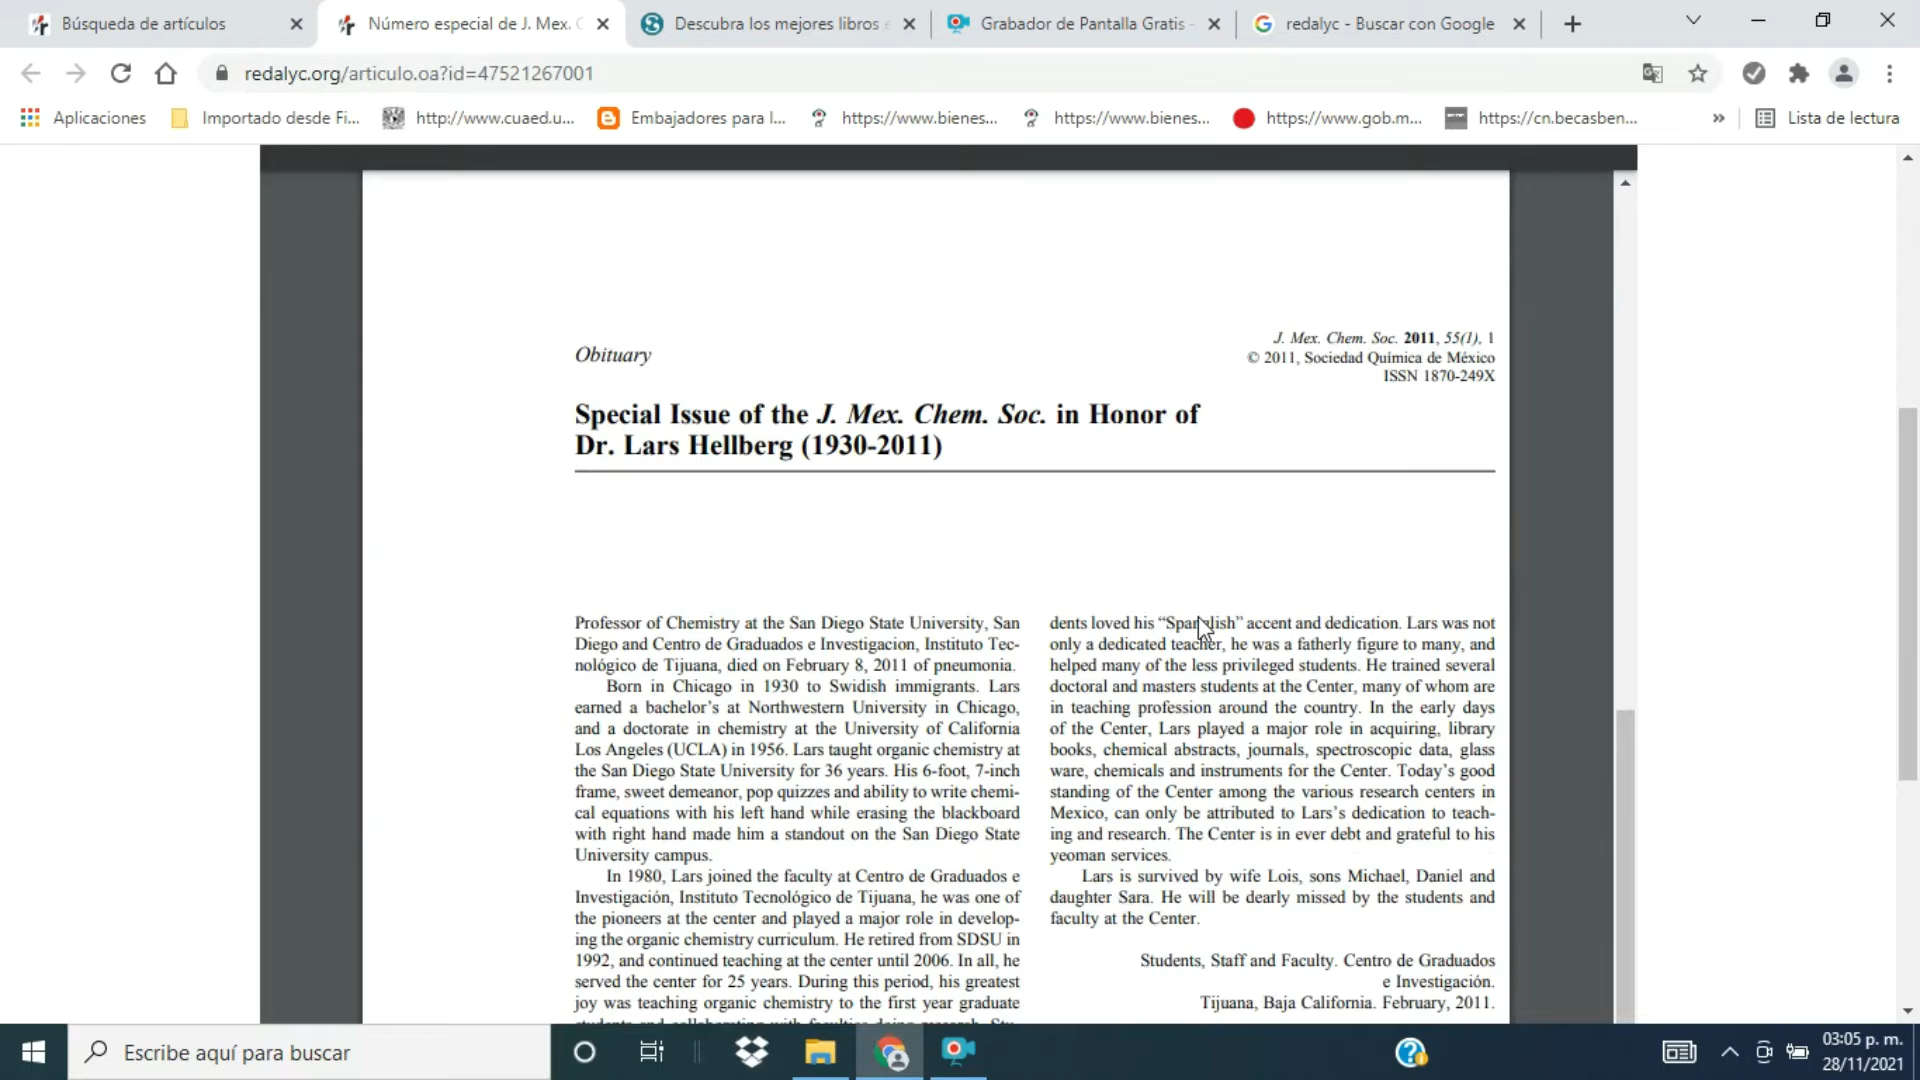 Búsqueda de artículos
Número especial de J. Mex. C
Descubra los mejores libros e
Grabador de Pantalla Gratis -
redalyc - Buscar con Google
redalyc.org/articulo.oa?id=47521267001
Aplicaciones
Importado desde Fi...
http://www.cuaed.u...
Embajadores para l...
https://www.bienes...
https://www.bienes...
https://www.gob.m...
https://cn.becasben...
»
Lista de lectura
Obituary
J. Mex. Chem. Soc. 2011, 55(1), 1
© 2011, Sociedad Química de México
ISSN 1870-249X
Special Issue of the J. Mex. Chem. Soc. in Honor of
Dr. Lars Hellberg (1930-2011)
Professor of Chemistry at the San Diego State University, San
Diego and Centro de Graduados e Investigacion, Instituto Tec-
nológico de Tijuana, died on February 8, 2011 of pneumonia.
Born in Chicago in 1930 to Swidish immigrants. Lars
earned a bachelor's at Northwestern University in Chicago,
and a doctorate in chemistry at the University of California
Los Angeles (UCLA) in 1956. Lars taught organic chemistry at
the San Diego State University for 36 years. His 6-foot, 7-inch
frame, sweet demeanor, pop quizzes and ability to write chemi-
cal equations with his left hand while erasing the blackboard
with right hand made him a standout on the San Diego State
University campus.
In 1980, Lars joined the faculty at Centro de Graduados e
Investigación, Instituto Tecnológico de Tijuana, he was one of
the pioneers at the center and played a major role in develop-
ing the organic chemistry curriculum. He retired from SDSU in
1992, and continued teaching at the center until 2006. In all, he
served the center for 25 years. During this period, his greatest
joy was teaching organic chemistry to the first year graduate
students and collaborating with faculties doing research. Stu-
dents loved his "Spanglish" accent and dedication. Lars was not
only a dedicated teacher, he was a fatherly figure to many, and
helped many of the less privileged students. He trained several
doctoral and masters students at the Center, many of whom are
in teaching profession around the country. In the early days
of the Center, Lars played a major role in acquiring, library
books, chemical abstracts, journals, spectroscopic data, glass
ware, chemicals and instruments for the Center. Today's good
standing of the Center among the various research centers in
Mexico, can only be attributed to Lars's dedication to teach-
ing and research. The Center is in ever debt and grateful to his
yeoman services.
Lars is survived by wife Lois, sons Michael, Daniel and
daughter Sara. He will be dearly missed by the students and
faculty at the Center.
Students, Staff and Faculty. Centro de Graduados
e Investigación.
Tijuana, Baja California. February, 2011.
Escribe aquí para buscar
03:05 p. m.
28/11/2021